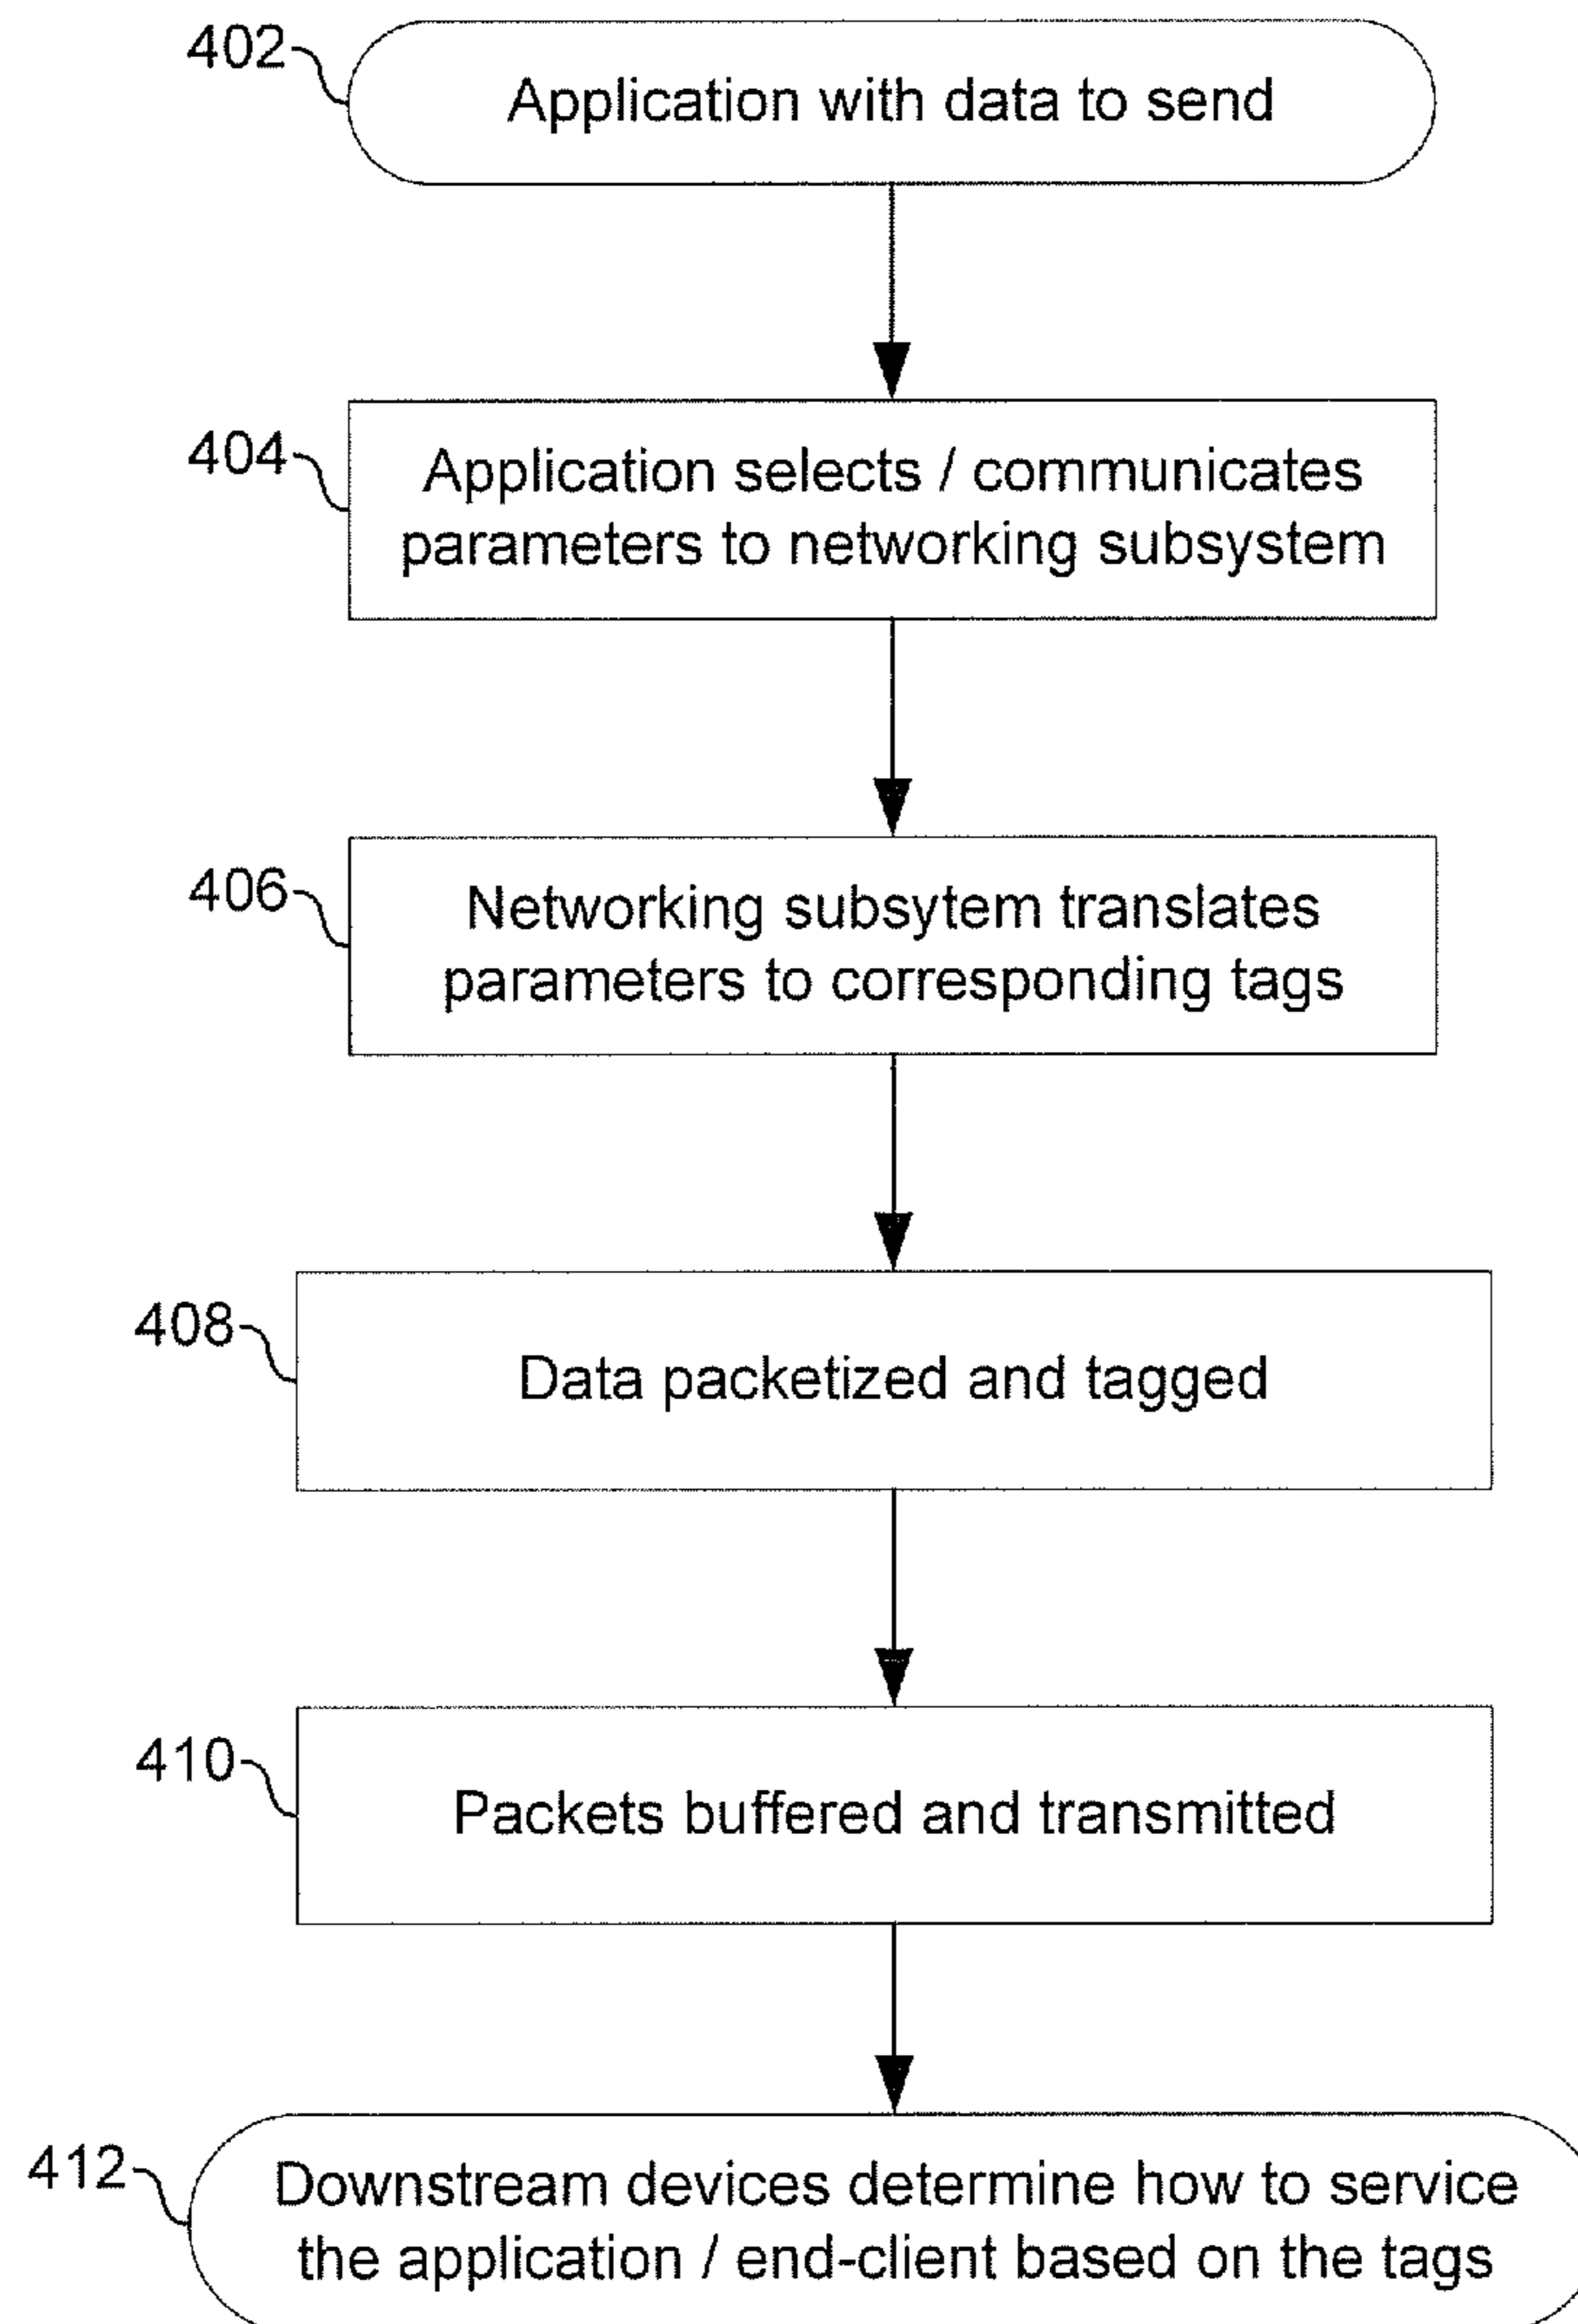 402
Application with data to send
404
Application selects / communicates
parameters to networking subsystem
406
Networking subsytem translates
parameters to corresponding tags
408
Data packetized and tagged
410
Packets buffered and transmitted
412
Downstream devices determine how to service
the application / end-client based on the tags